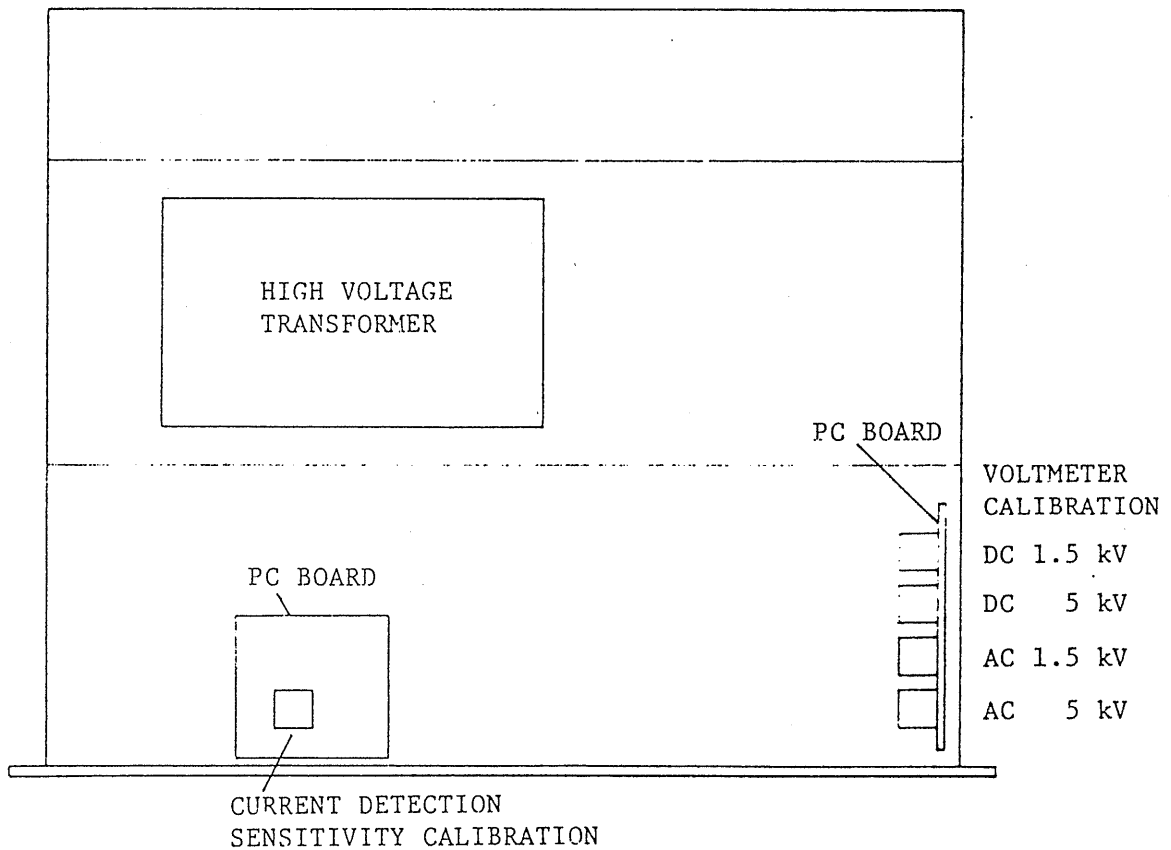 HIGH VOLTAGE
TRANSFORMER
PC BOARD
VOLTMETER
CALIBRATION
DC 1.5 kV
DC 5 kV
AC 1.5 kV
AC 5 kV
PC BOARD
CURRENT DETECTION
SENSITIVITY CALIBRATION